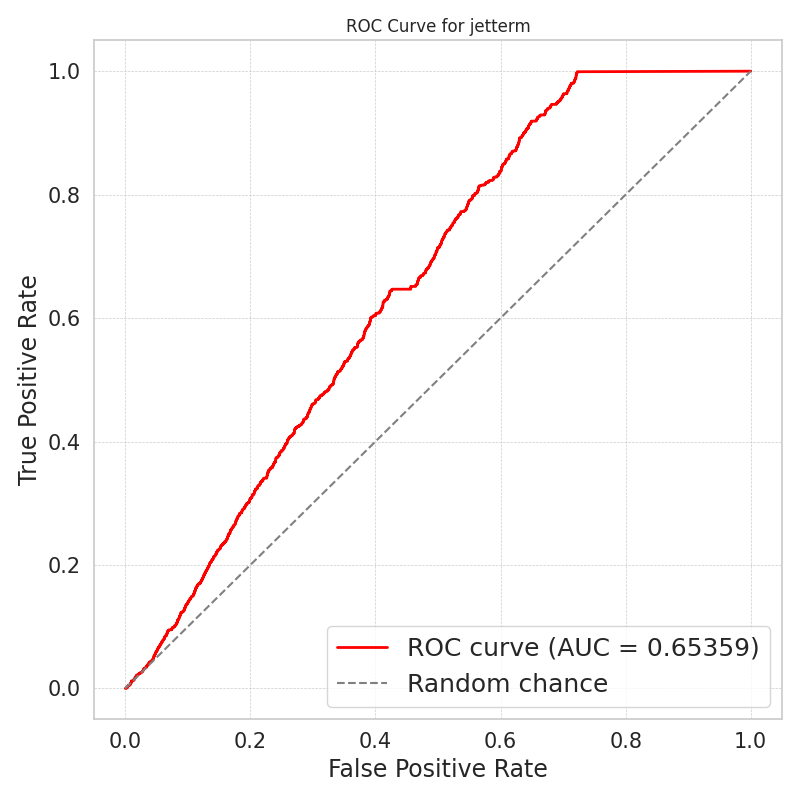 ROC Curve for jetterm
True Positive Rate
1.0
0.8
0.6
0.4
0.2
0.0
ROC curve (AUC = 0.65359)
Random chance
0.0 0.2 0.4 0.6 0.8 1.0
False Positive Rate